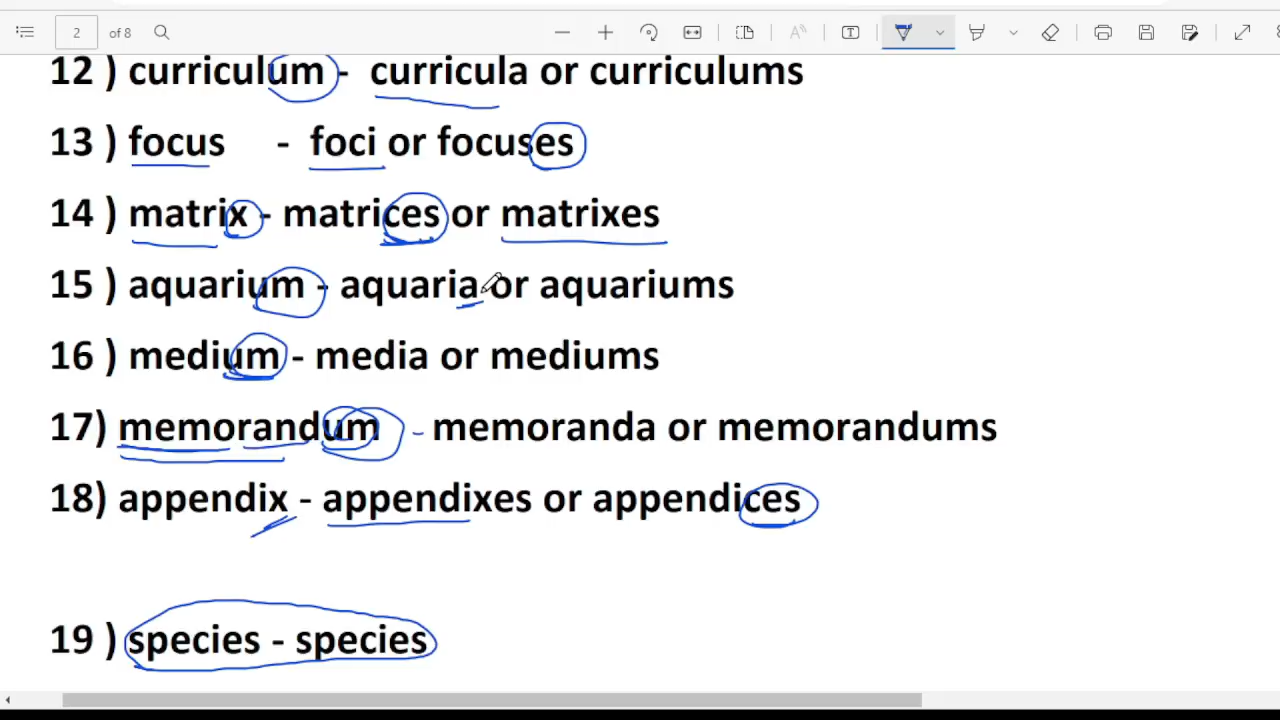 2 of 8
12 ) curriculum - curricula or curriculums
13 ) focus - foci or focuses
14 ) matrix - matrices or matrixes
15 ) aquarium - aquaria or aquariums
16 ) medium - media or mediums
17) memorandum - memoranda or memorandums
18) appendix - appendixes or appendices
19 ) species - species